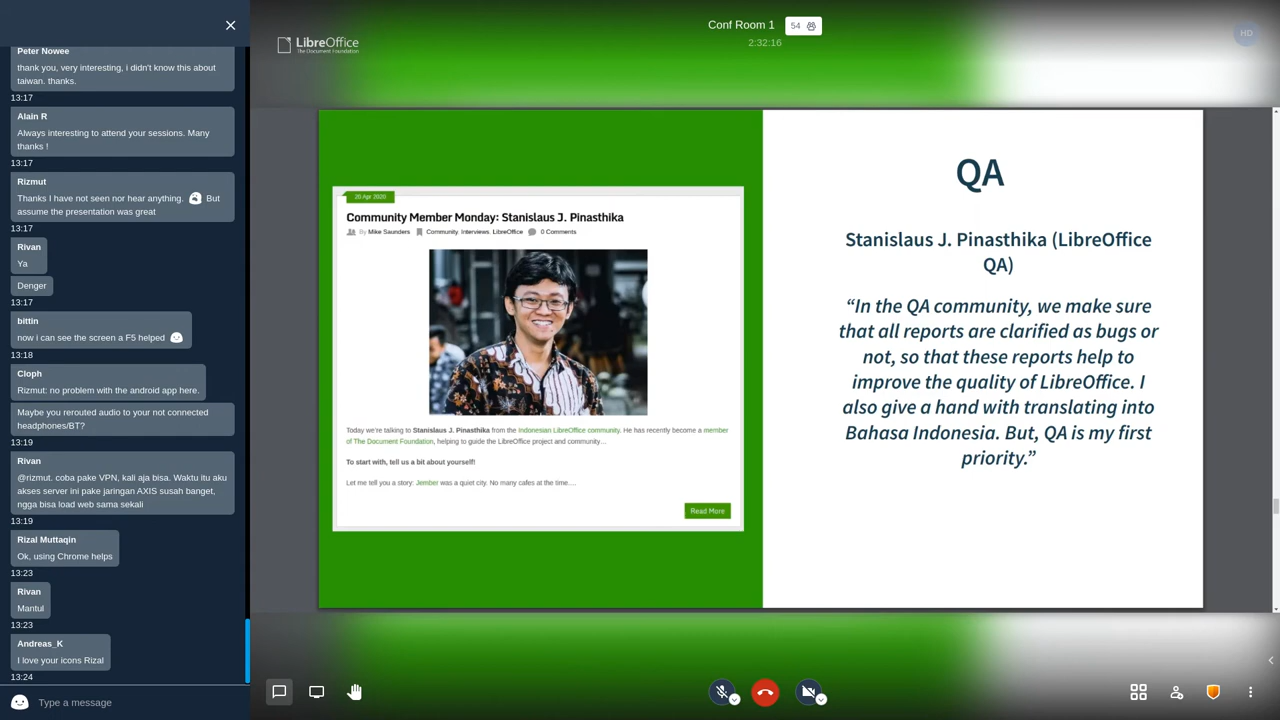 Peter Nowee
thank you, very interesting, i didn't know this about
taiwan. thanks.
13:17
Alain R
Always interesting to attend your sessions. Many
thanks !
13:17
Rizmut
Thanks I have not seen nor hear anything. But
assume the presentation was great
13:17
Rivan
Ya
Denger
13:17
bittin
now i can see the screen a F5 helped
13:18
Cloph
Rizmut: no problem with the android app here.
Maybe you rerouted audio to your not connected
headphones/BT?
13:19
Rivan
@rizmut. coba pake VPN, kali aja bisa. Waktu itu aku
akses server ini pake jaringan AXIS susah banget,
ngga bisa load web sama sekali
13:19
Rizal Muttaqin
Ok, using Chrome helps
13:23
Rivan
Mantul
13:23
Andreas_K
I love your icons Rizal
13:24
Type a message
LibreOffice
The Document Foundation
Conf Room 1
54
2:32:16
HD
20 Apr 2020
Community Member Monday: Stanislaus J. Pinasthika
By Mike Saunders Community, Interviews, LibreOffice 0 Comments
Today we're talking to Stanislaus J. Pinasthika from the Indonesian LibreOffice community. He has recently become a member
of The Document Foundation, helping to guide the LibreOffice project and community…
To start with, tell us a bit about yourself!
Let me tell you a story: Jember was a quiet city. No many cafes at the time….
Read More
QA
Stanislaus J. Pinasthika (LibreOffice
QA)
“In the QA community, we make sure
that all reports are clarified as bugs or
not, so that these reports help to
improve the quality of LibreOffice. I
also give a hand with translating into
Bahasa Indonesia. But, QA is my first
priority.”